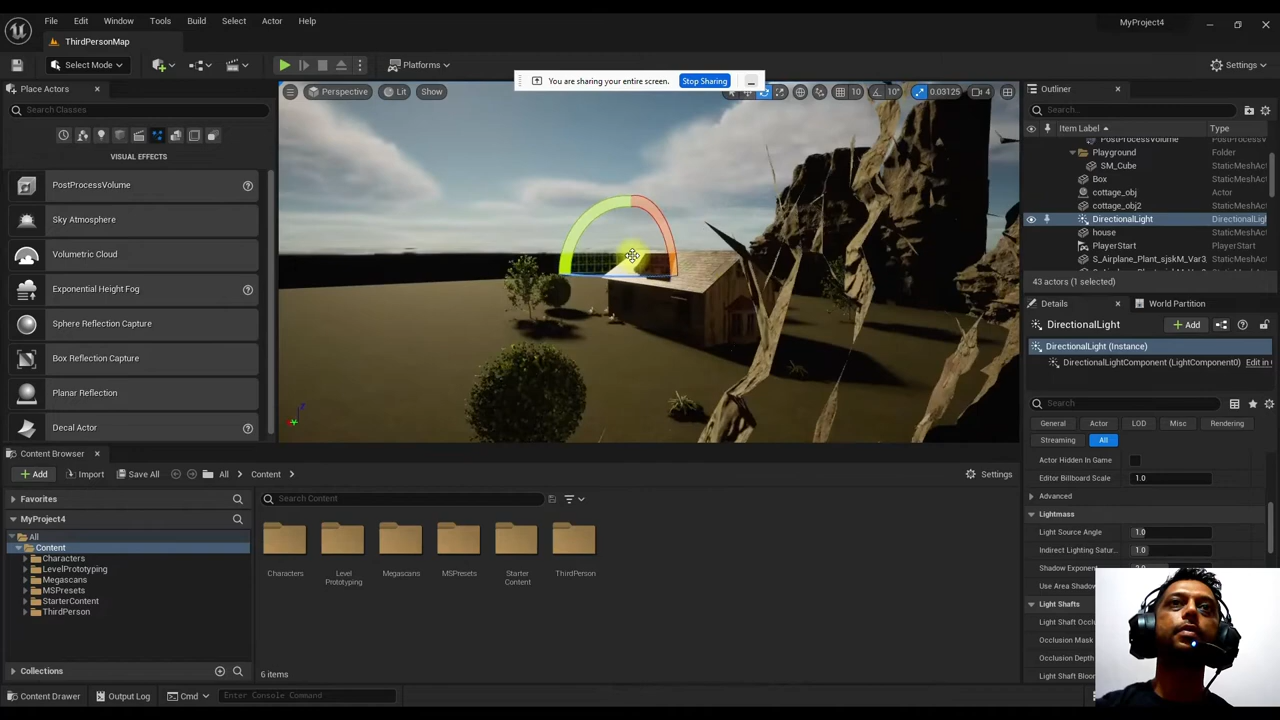 File Edit Window Tools Build Select Actor Help
MyProject4
ThirdPersonMap
Select Mode
Platforms
Settings
You are sharing your entire screen. Stop Sharing
Search Classes
VISUAL EFFECTS
PostProcessVolume
Sky Atmosphere
Volumetric Cloud
Exponential Height Fog
Sphere Reflection Capture
Box Reflection Capture
Planar Reflection
Decal Actor
Perspective Lit Show
10 10° 0.03125 4
Outliner
Search...
Item Label Type
Playground Folder
SM_Cube StaticMeshAct
Box StaticMeshAct
cottage_obj Actor
cottage_obj2 StaticMeshAct
DirectionalLight DirectionalLigh
house StaticMeshAct
PlayerStart PlayerStart
S_Airplane_Plant_sjskM_Var3 StaticMeshAct
43 actors (1 selected)
Details World Partition
DirectionalLight Add
DirectionalLight (Instance)
DirectionalLightComponent (LightComponent0) Edit in
Search
General Actor LOD Misc Rendering
Streaming All
Actor Hidden In Game
Editor Billboard Scale 1.0
Advanced
Lightmass
Light Source Angle 1.0
Indirect Lighting Satur... 1.0
Shadow Exponen
Use Area Shadow
Light Shafts
Light Shaft Occlu
Occlusion Mask
Occlusion Depth
Light Shaft Bloom
Content Browser
Add Import Save All All Content Settings
Favorites
Search Content
MyProject4
All
Content
Characters
LevelPrototyping
Megascans
MSPresets
StarterContent
ThirdPerson
Characters
Level Prototyping
Megascans
MSPresets
Starter Content
ThirdPerson
Collections
6 items
Content Drawer Output Log Cmd Enter Console Command